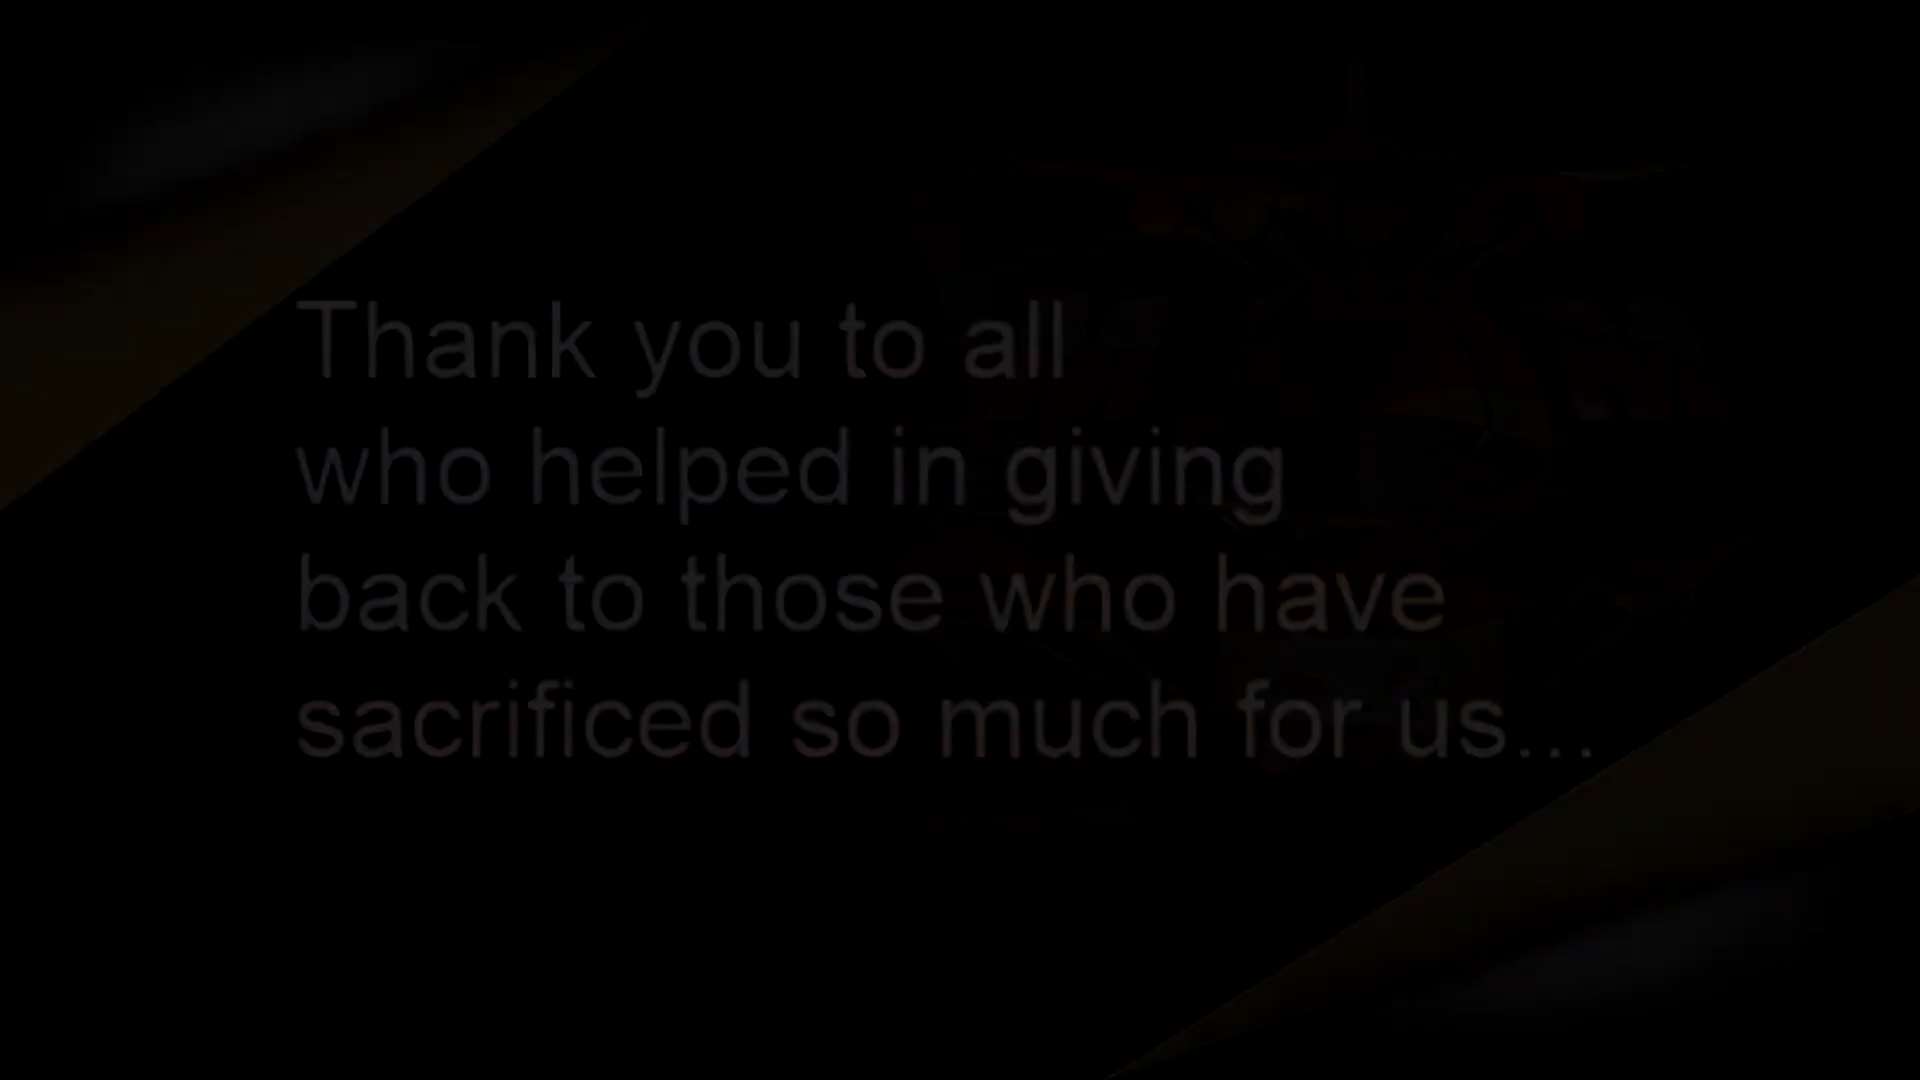 Thank you to all
who helped in giving
back to those who have
sacrificed so much for us...